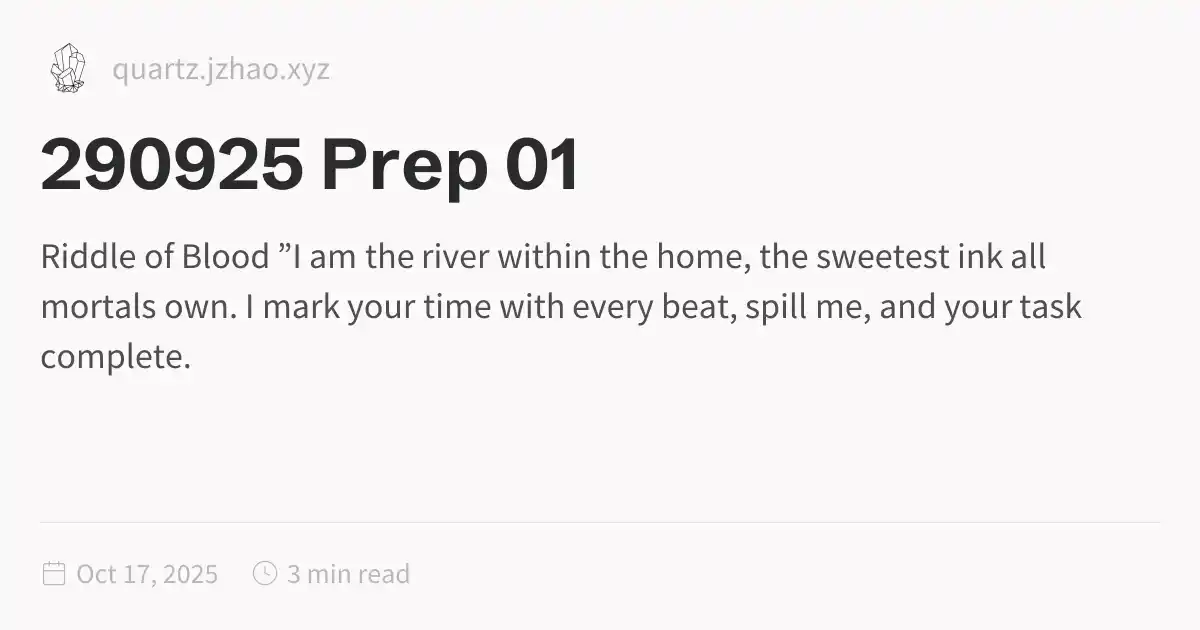 quartz.jzhao.xyz
290925 Prep 01
Riddle of Blood ”I am the river within the home, the sweetest ink all
mortals own. I mark your time with every beat, spill me, and your task
complete.
Oct 17, 2025 3 min read